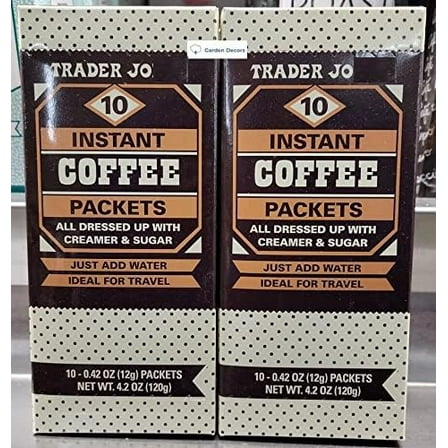 Garden Decors
TRADER JO
10
INSTANT
COFFEE
PACKETS
ALL DRESSED UP WITH
CREAMER & SUGAR
JUST ADD WATER
IDEAL FOR TRAVEL
10 - 0.42 OZ (12g) PACKETS
NET WT. 4.2 OZ (120g)
TRADER JO
10
INSTANT
COFFEE
PACKETS
ALL DRESSED UP WITH
CREAMER & SUGAR
JUST ADD WATER
IDEAL FOR TRAVEL
10 - 0.42 OZ (12g) PACKETS
NET WT. 4.2 OZ (120g)